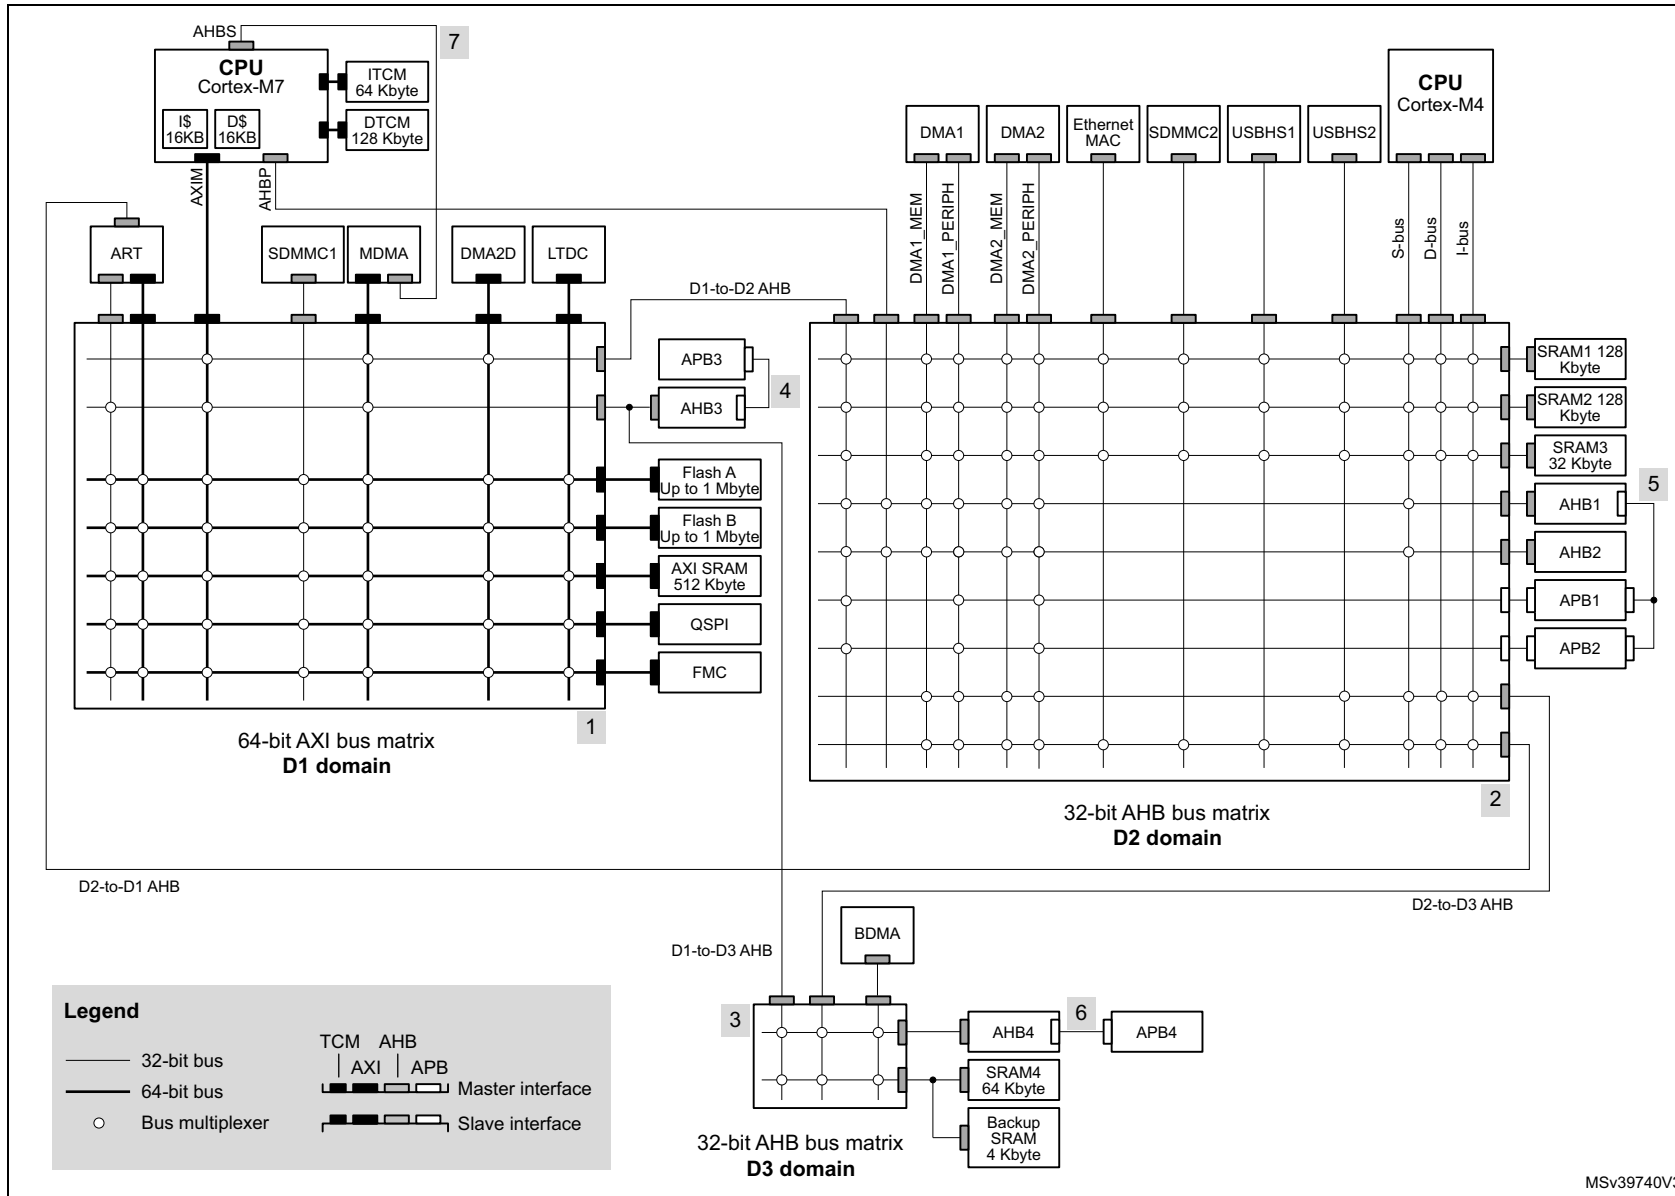 AHBS
7
CPU
Cortex-M7
ITCM
64 Kbyte
I$
16KB
D$
16KB
DTCM
128 Kbyte
AXIM
AHBP
CPU
Cortex-M4
DMA1
DMA2
Ethernet
MAC
SDMMC2
USBHS1
USBHS2
DMA1_MEM
DMA1_PERIPH
DMA2_MEM
DMA2_PERIPH
S-bus
D-bus
I-bus
ART
SDMMC1
MDMA
DMA2D
LTDC
D1-to-D2 AHB
APB3
4
AHB3
Flash A
Up to 1 Mbyte
Flash B
Up to 1 Mbyte
AXI SRAM
512 Kbyte
QSPI
FMC
1
64-bit AXI bus matrix
D1 domain
SRAM1 128
Kbyte
SRAM2 128
Kbyte
SRAM3
32 Kbyte
5
AHB1
AHB2
APB1
APB2
2
32-bit AHB bus matrix
D2 domain
D2-to-D1 AHB
D2-to-D3 AHB
D1-to-D3 AHB
BDMA
3
AHB4
6
APB4
SRAM4
64 Kbyte
Backup
SRAM
4 Kbyte
32-bit AHB bus matrix
D3 domain
Legend
32-bit bus
64-bit bus
Bus multiplexer
TCM AHB
AXI APB
Master interface
Slave interface
MSv39740V3